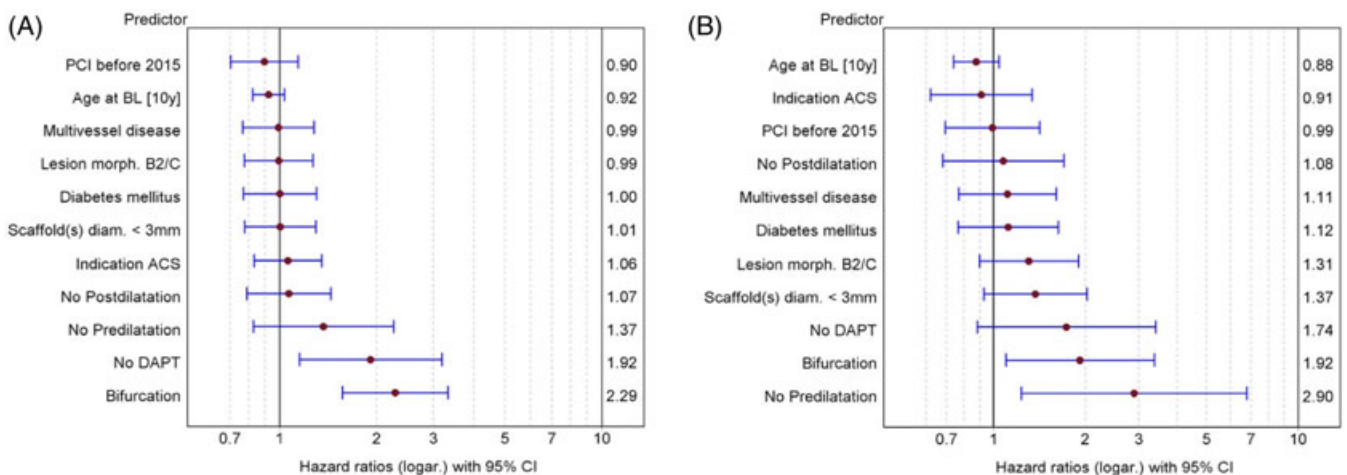 (A)
Predictor
PCI before 2015 0.90
Age at BL [10y] 0.92
Multivessel disease 0.99
Lesion morph. B2/C 0.99
Diabetes mellitus 1.00
Scaffold(s) diam. < 3mm 1.01
Indication ACS 1.06
No Postdilatation 1.07
No Predilatation 1.37
No DAPT 1.92
Bifurcation 2.29
0.7 1 2 3 5 7 10
Hazard ratios (logar.) with 95% CI
(B)
Predictor
Age at BL [10y] 0.88
Indication ACS 0.91
PCI before 2015 0.99
No Postdilatation 1.08
Multivessel disease 1.11
Diabetes mellitus 1.12
Lesion morph. B2/C 1.31
Scaffold(s) diam. < 3mm 1.37
No DAPT 1.74
Bifurcation 1.92
No Predilatation 2.90
0.7 1 2 3 5 7 10
Hazard ratios (logar.) with 95% CI